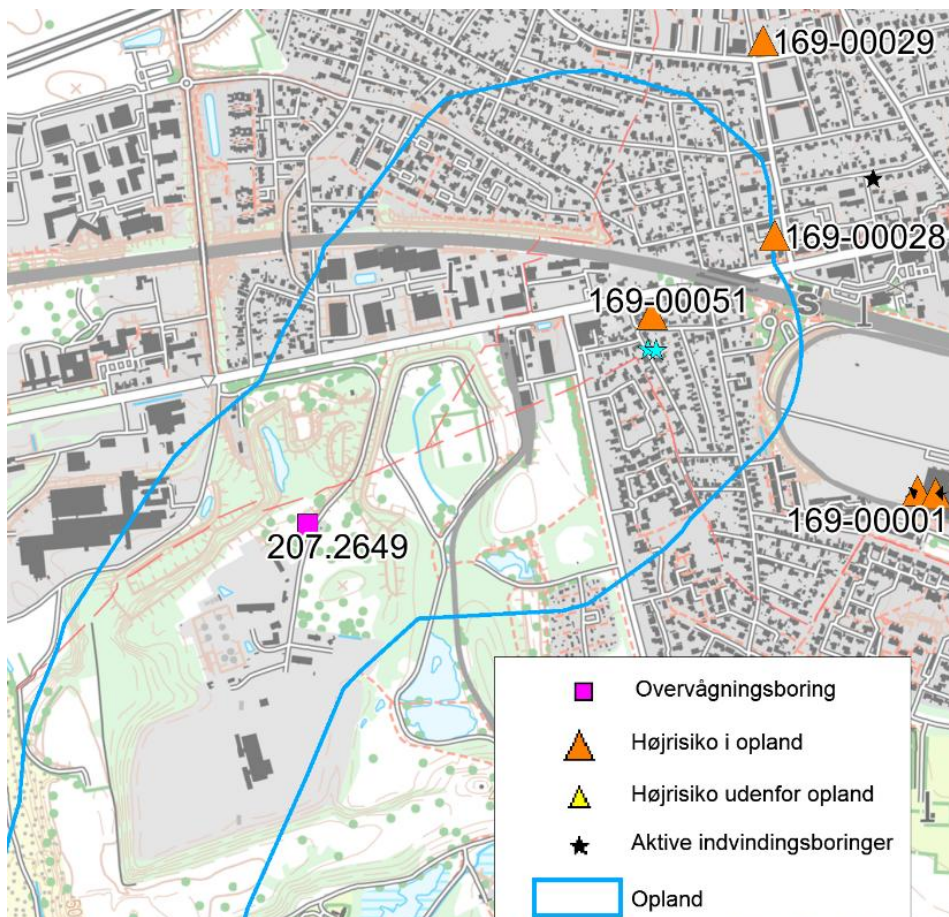 169-00029
169-00028
169-00051
S
169-00001
207.2649
Overvågningsboring
Højrisiko i opland
Højrisiko udenfor opland
Aktive indvindingsboringer
Opland